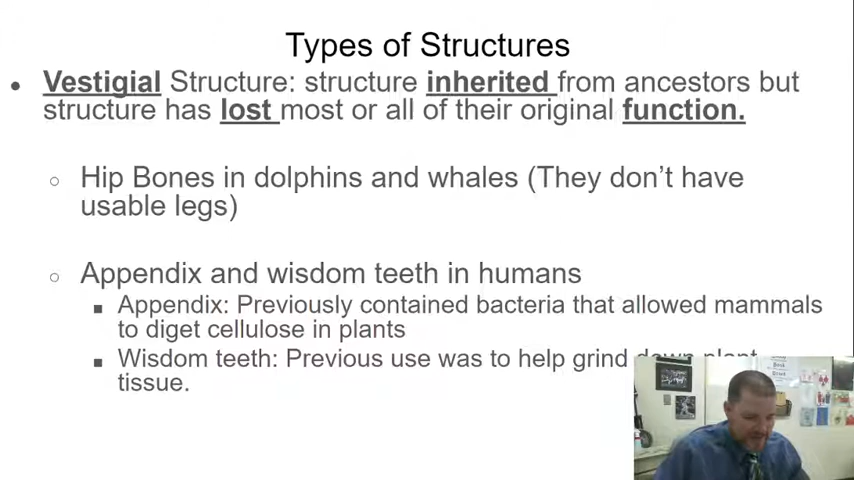 Types of Structures
● Vestigial Structure: structure inherited from ancestors but
structure has lost most or all of their original function.
○ Hip Bones in dolphins and whales (They don't have
usable legs)
○ Appendix and wisdom teeth in humans
■ Appendix: Previously contained bacteria that allowed mammals
to diget cellulose in plants
■ Wisdom teeth: Previous use was to help grind down plant
tissue.